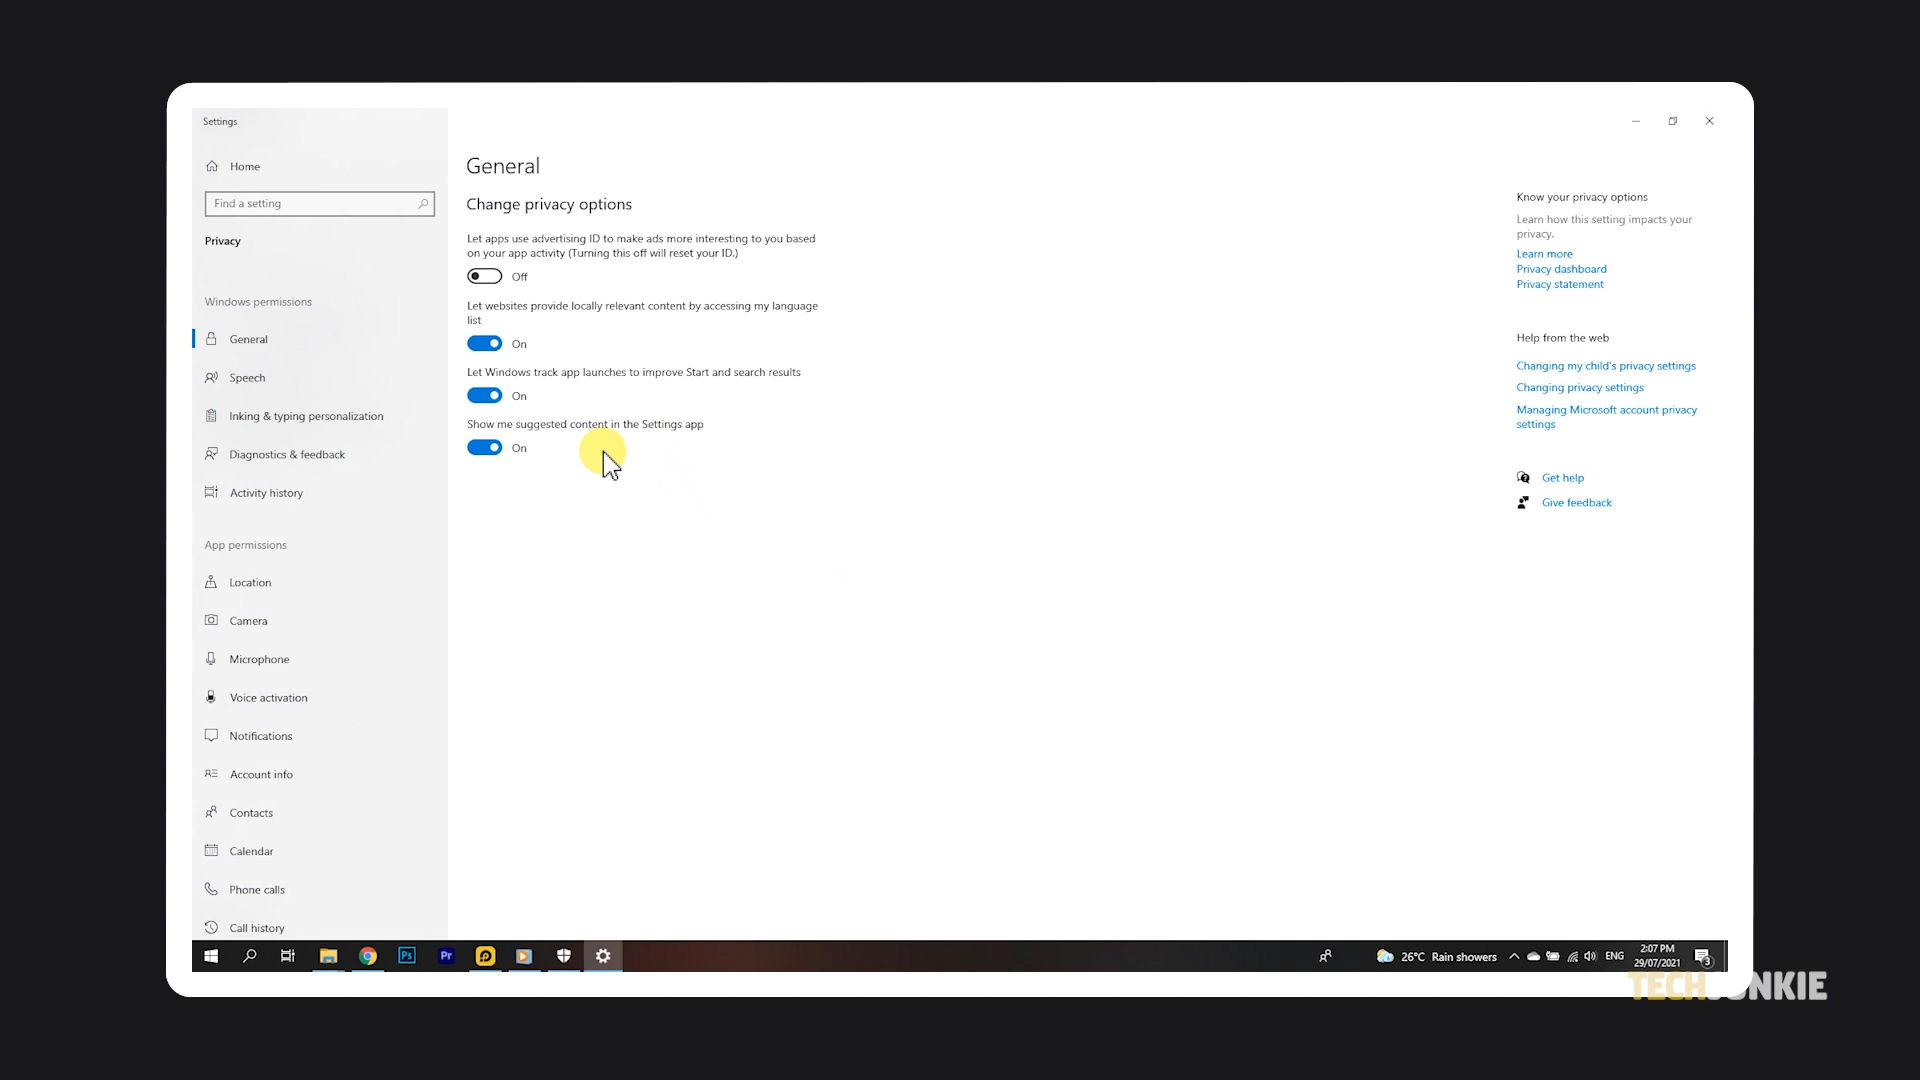 Settings
Home
Find a setting
Privacy
Windows permissions
General
Speech
Inking & typing personalization
Diagnostics & feedback
Activity history
App permissions
Location
Camera
Microphone
Voice activation
Notifications
Account info
Contacts
Calendar
Phone calls
Call history
General
Change privacy options
Let apps use advertising ID to make ads more interesting to you based
on your app activity (Turning this off will reset your ID.)
Off
Let websites provide locally relevant content by accessing my language
list
On
Let Windows track app launches to improve Start and search results
On
Show me suggested content in the Settings app
On
Know your privacy options
Learn how this setting impacts your
privacy.
Learn more
Privacy dashboard
Privacy statement
Help from the web
Changing my child's privacy settings
Changing privacy settings
Managing Microsoft account privacy
settings
Get help
Give feedback
Ps
Pr
26°C Rain showers
ENG
2:07 PM
29/07/2021
3
TECHJUNKIE